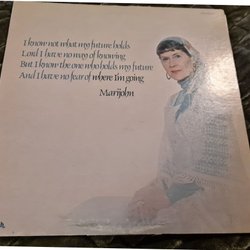 I know not what my future holds
Lord I have no way of knowing
But I know the one who holds my future
And I have no fear of where I'm going
Marijohn